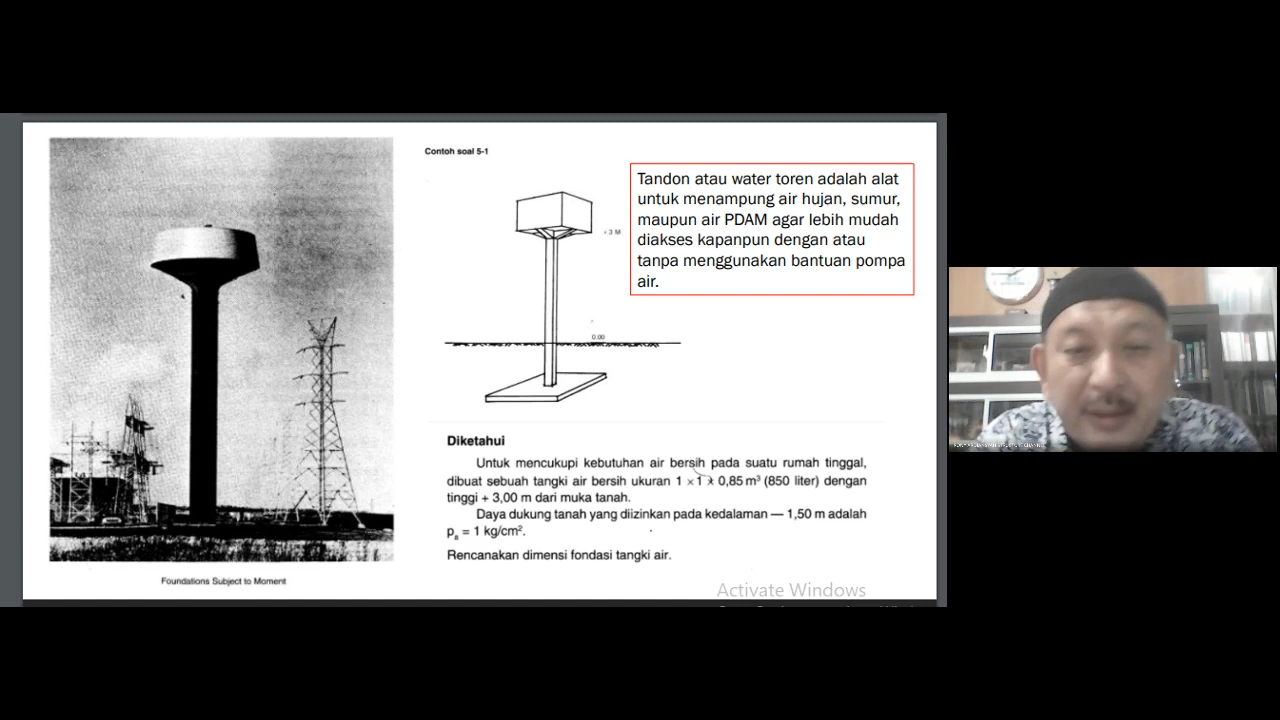 Contoh soal 5-1
Tandon atau water toren adalah alat
untuk menampung air hujan, sumur,
maupun air PDAM agar lebih mudah
diakses kapanpun dengan atau
tanpa menggunakan bantuan pompa
air.
+3 M
0.00
Diketahui
Untuk mencukupi kebutuhan air bersih pada suatu rumah tinggal,
dibuat sebuah tangki air bersih ukuran 1 × 1 × 0,85 m³ (850 liter) dengan
tinggi + 3,00 m dari muka tanah.
Daya dukung tanah yang diizinkan pada kedalaman — 1,50 m adalah
pₐ = 1 kg/cm².
Rencanakan dimensi fondasi tangki air.
Foundations Subject to Moment
Activate Windows